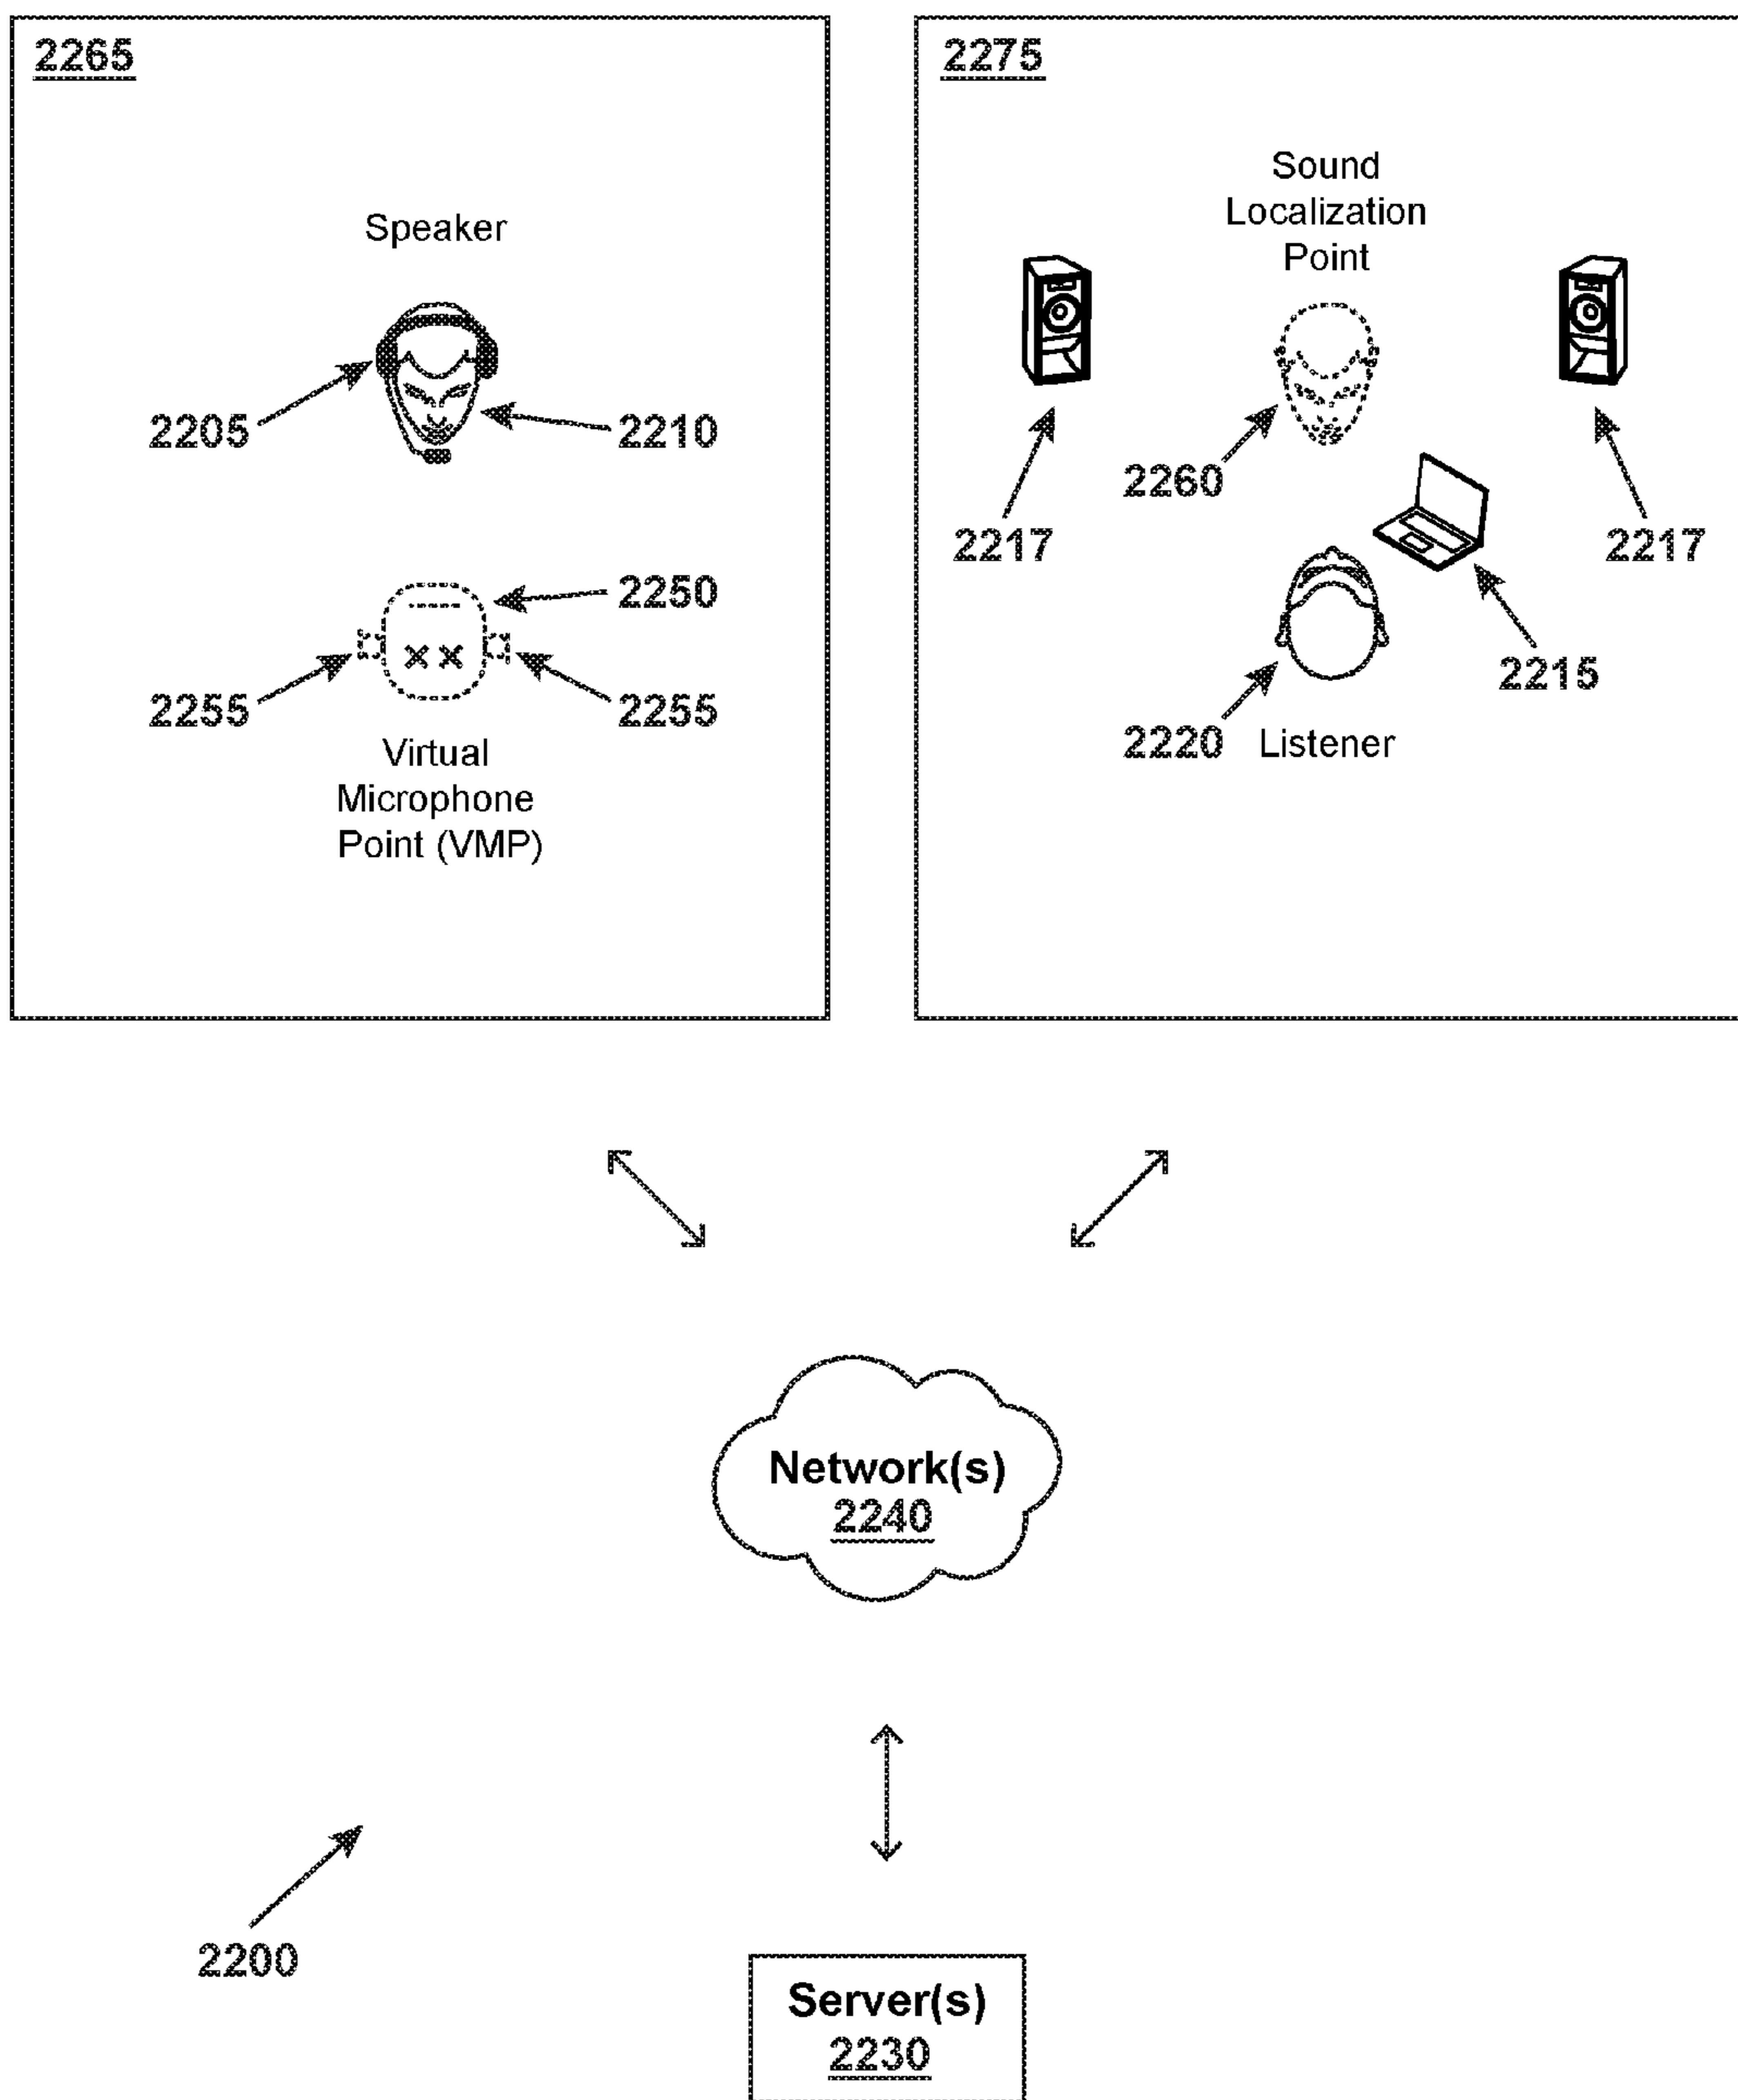 2265
Speaker
2205
2210
2250
2255
2255
Virtual
Microphone
Point (VMP)
2275
Sound
Localization
Point
2217
2260
2217
2215
2220 Listener
Network(s)
2240
2200
Server(s)
2230